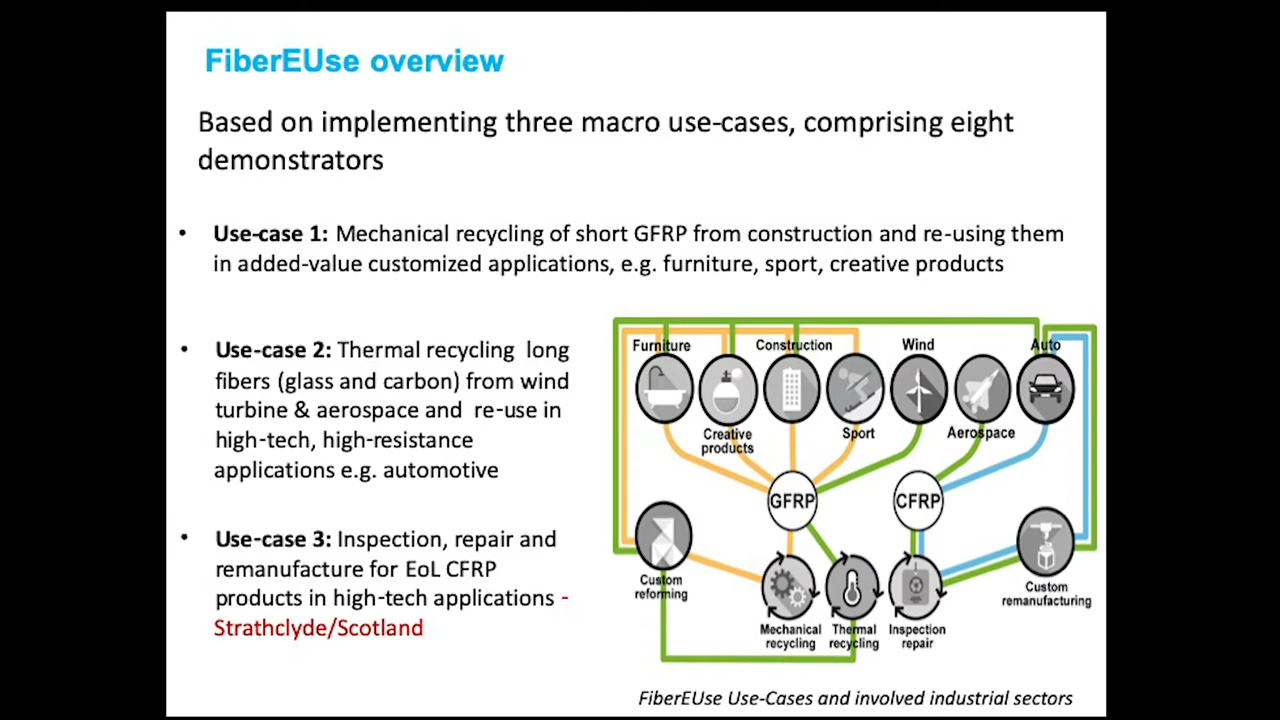 FiberEUse overview
Based on implementing three macro use-cases, comprising eight
demonstrators
• Use-case 1: Mechanical recycling of short GFRP from construction and re-using them
in added-value customized applications, e.g. furniture, sport, creative products
• Use-case 2: Thermal recycling long
fibers (glass and carbon) from wind
turbine & aerospace and re-use in
high-tech, high-resistance
applications e.g. automotive
• Use-case 3: Inspection, repair and
remanufacture for EoL CFRP
products in high-tech applications -
Strathclyde/Scotland
Furniture
Construction
Wind
Auto
Creative
products
Sport
Aerospace
GFRP
CFRP
Custom
reforming
Mechanical
recycling
Thermal
recycling
Inspection
repair
Custom
remanufacturing
FiberEUse Use-Cases and involved industrial sectors